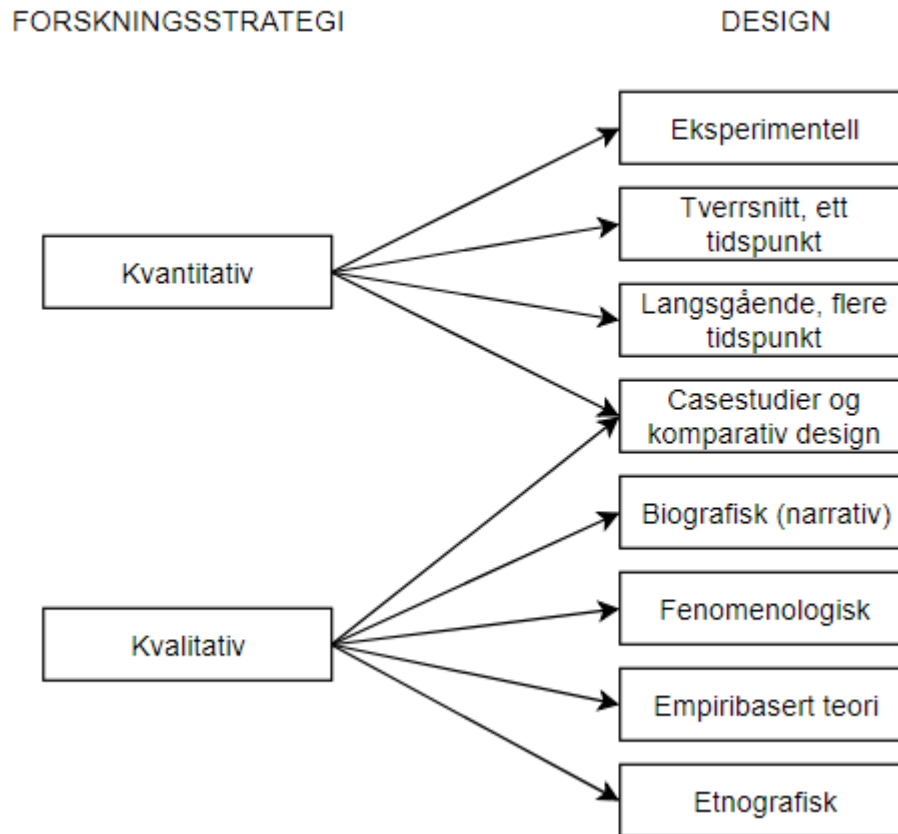 FORSKNINGSSTRATEGI
DESIGN
Eksperimentell
Tverrsnitt, ett
tidspunkt
Kvantitativ
Langsgående, flere
tidspunkt
Casestudier og
komparativ design
Biografisk (narrativ)
Fenomenologisk
Kvalitativ
Empiribasert teori
Etnografisk